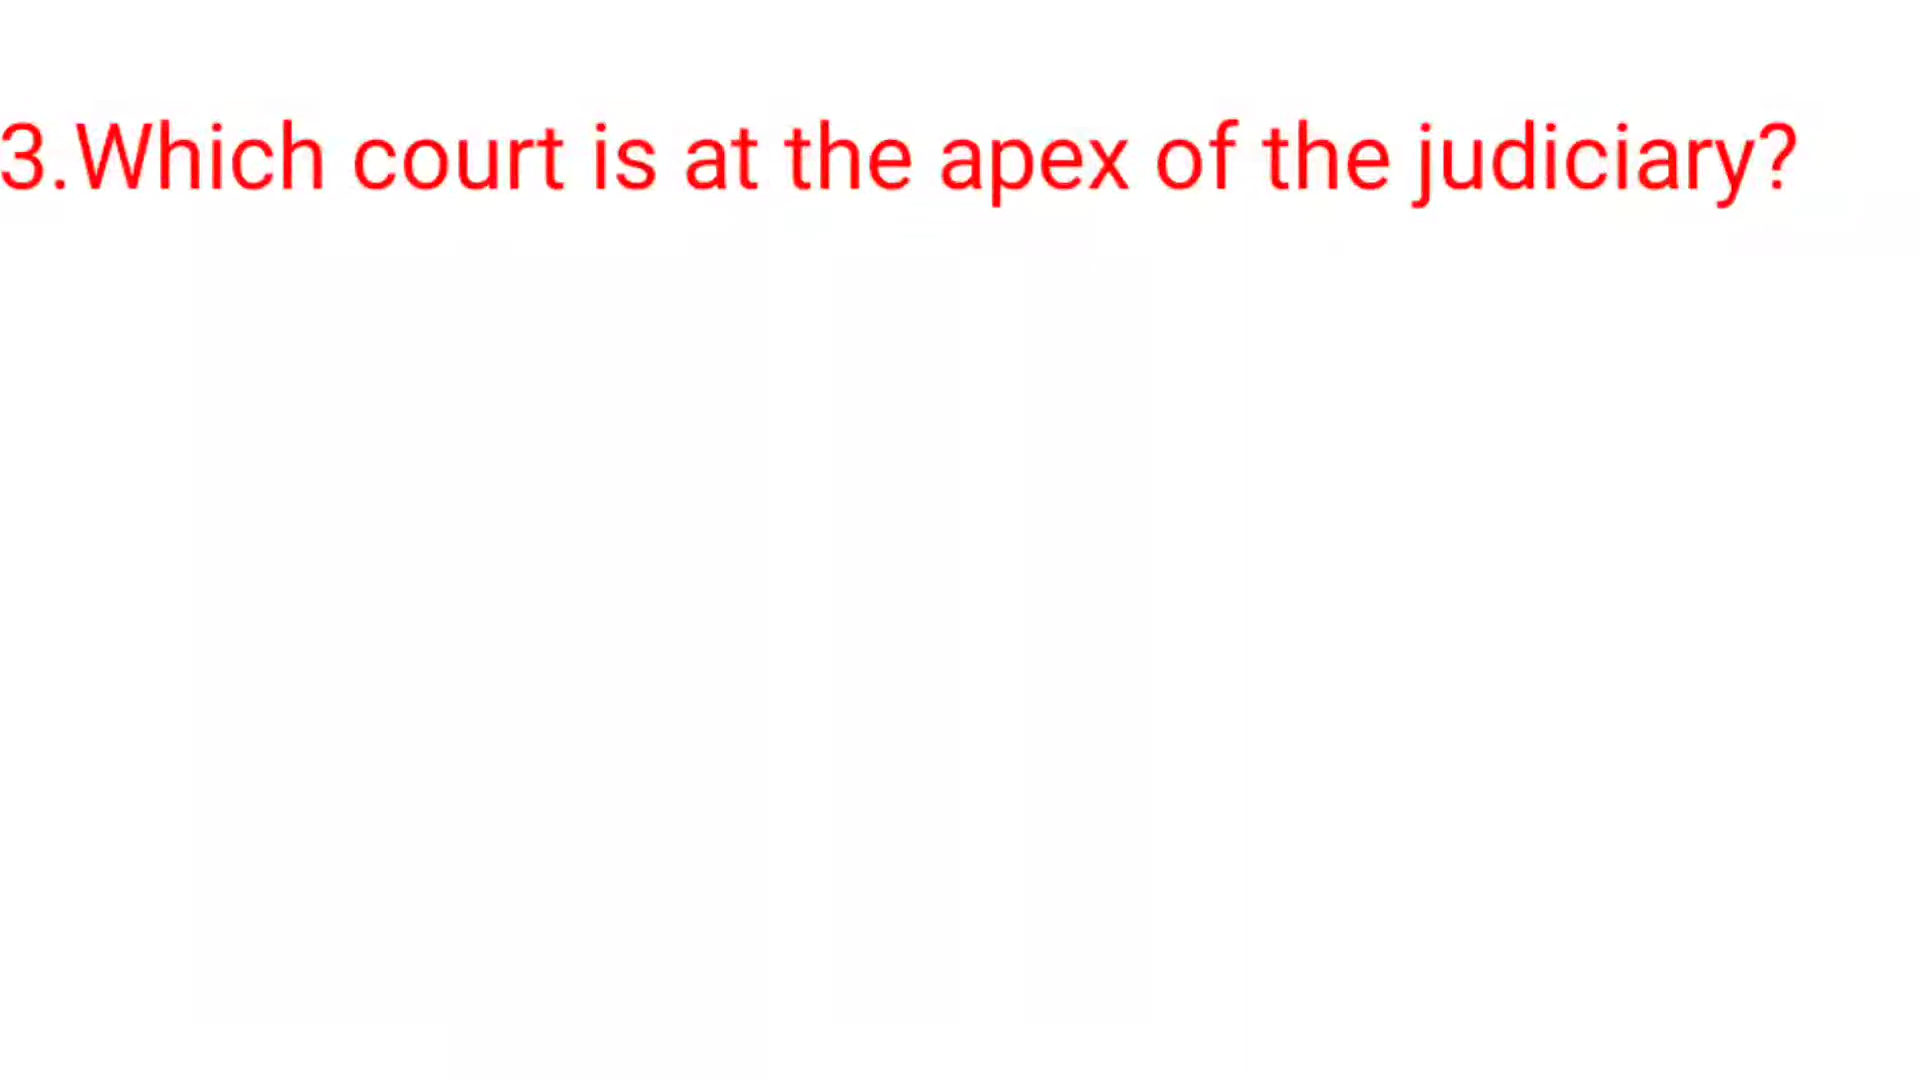 3.Which court is at the apex of the judiciary?